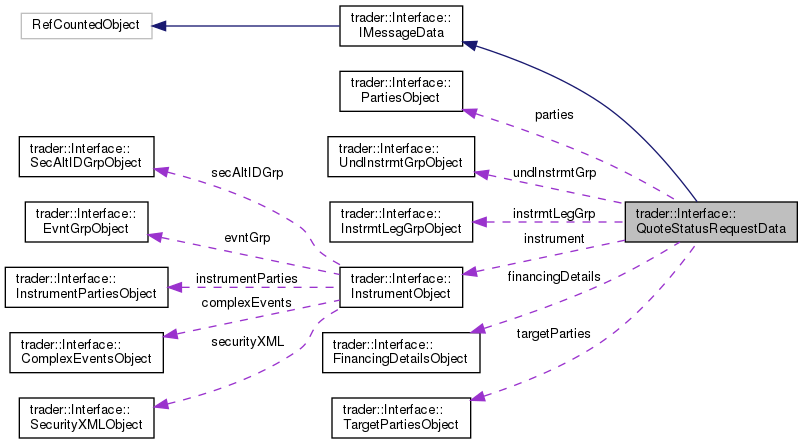 RefCountedObject
trader::Interface::
IMessageData
trader::Interface::
PartiesObject
parties
trader::Interface::
SecAltIDGrpObject
secAltIDGrp
trader::Interface::
UndInstrmtGrpObject
undInstrmtGrp
trader::Interface::
EvntGrpObject
evntGrp
trader::Interface::
InstrmtLegGrpObject
instrmtLegGrp
trader::Interface::
QuoteStatusRequestData
instrument
trader::Interface::
InstrumentPartiesObject
instrumentParties
trader::Interface::
InstrumentObject
financingDetails
complexEvents
trader::Interface::
ComplexEventsObject
securityXML
trader::Interface::
FinancingDetailsObject
targetParties
trader::Interface::
SecurityXMLObject
trader::Interface::
TargetPartiesObject